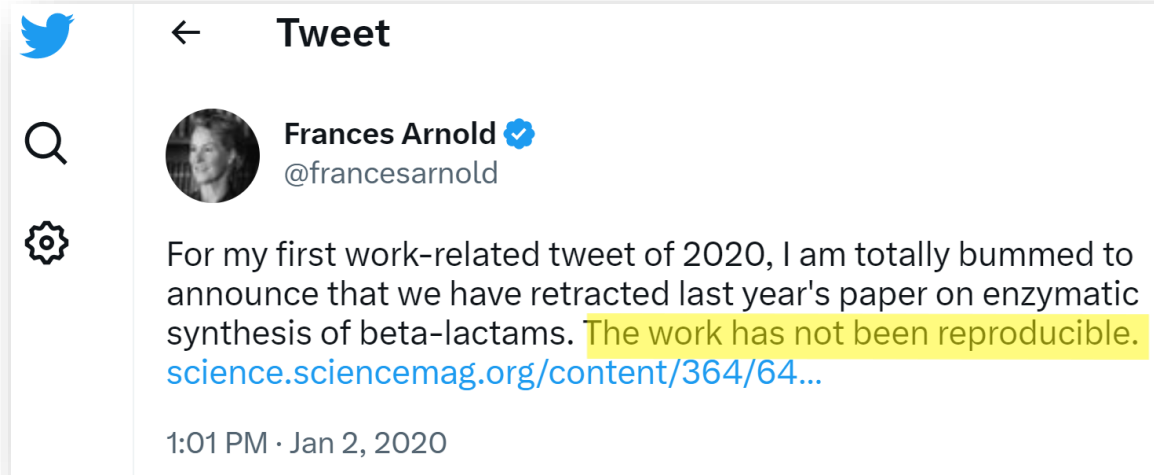 Tweet
Frances Arnold
@francesarnold
For my first work-related tweet of 2020, I am totally bummed to
announce that we have retracted last year's paper on enzymatic
synthesis of beta-lactams. The work has not been reproducible.
science.sciencemag.org/content/364/64...
1:01 PM · Jan 2, 2020